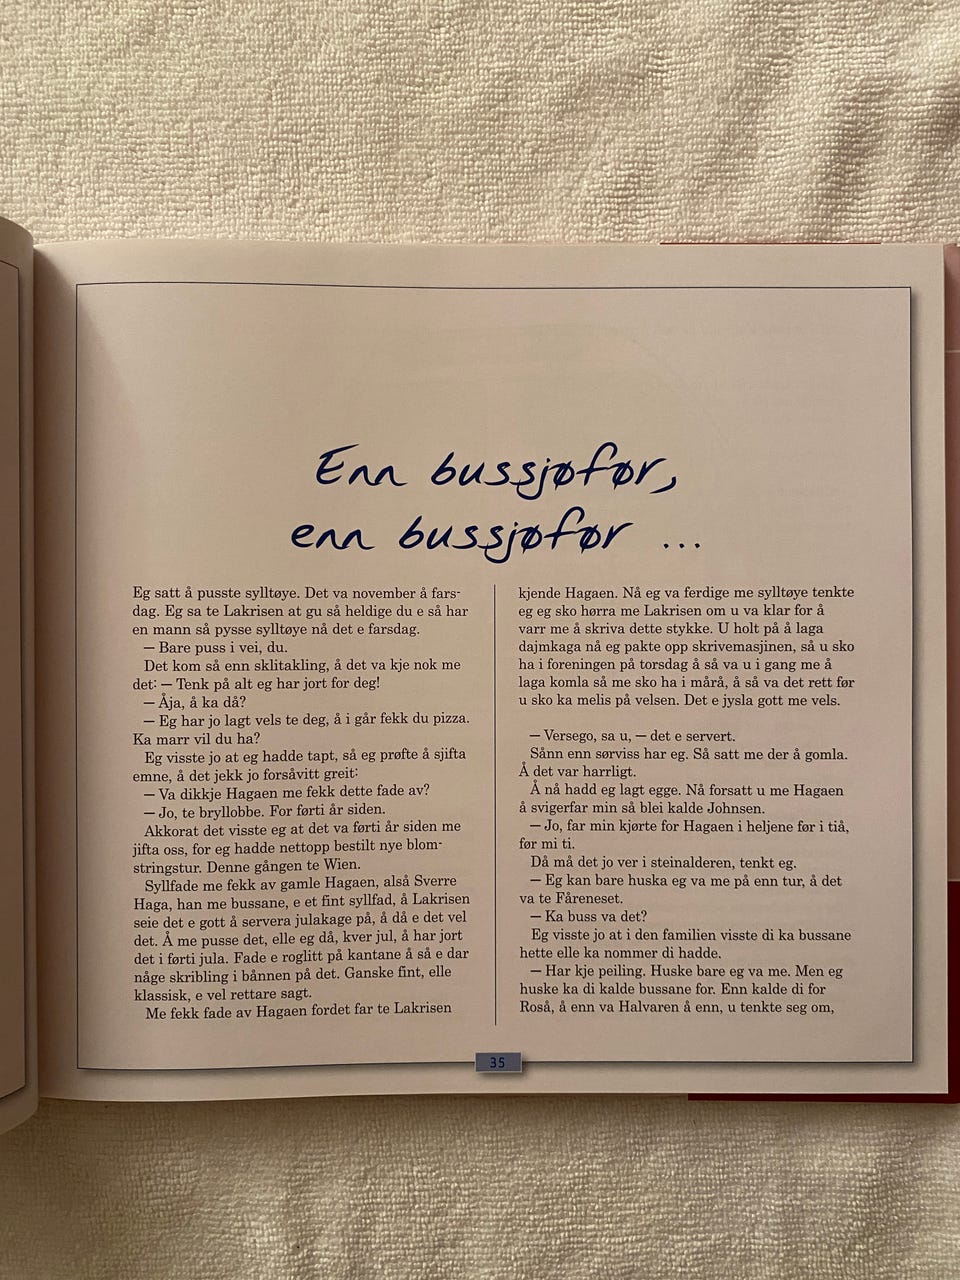 Enn bussjøfør,
enn bussjøfør ...
Eg satt å pusste sylltøye. Det va november å fars-
dag. Eg sa te Lakrisen at gu så heldige du e så har
en mann så pysse sylltøye nå det e farsdag.
— Bare puss i vei, du.
Det kom så enn sklitakling, å det va kje nok me
det: — Tenk på alt eg har jort for deg!
— Åja, å ka då?
— Eg har jo lagt vels te deg, å i går fekk du pizza.
Ka marr vil du ha?
Eg visste jo at eg hadde tapt, så eg prøfte å sjifta
emne, å det jekk jo forsåvitt greit:
— Va dikkje Hagaen me fekk dette fade av?
— Jo, te bryllobbe. For førti år siden.
Akkorat det visste eg at det va førti år siden me
jifta oss, for eg hadde nettopp bestilt nye blom-
stringstur. Denne gången te Wien.
Syllfade me fekk av gamle Hagaen, alså Sverre
Haga, han me bussane, e et fint syllfad, å Lakrisen
seie det e gott å servera julakage på, å då e det vel
det. Å me pusse det, elle eg då, kver jul, å har jort
det i førti jula. Fade e roglitt på kantane å så e dar
någe skribling i bånnen på det. Ganske fint, elle
klassisk, e vel rettare sagt.
Me fekk fade av Hagaen fordet far te Lakrisen
kjende Hagaen. Nå eg va ferdige me sylltøye tenkte
eg eg sko hørra me Lakrisen om u va klar for å
varr me å skriva dette stykke. U holt på å laga
dajmkaga nå eg pakte opp skrivemasjinen, så u sko
ha i foreningen på torsdag å så va u i gang me å
laga komla så me sko ha i mårå, å så va det rett før
u sko ka melis på velsen. Det e jysla gott me vels.
— Versego, sa u, — det e servert.
Sånn enn sørviss har eg. Så satt me der å gomla.
Å det var harrligt.
Å nå hadd eg lagt egge. Nå forsatt u me Hagaen
å svigerfar min så blei kalde Johnsen.
— Jo, far min kjørte for Hagaen i heljene før i tiå,
før mi ti.
Då må det jo ver i steinalderen, tenkt eg.
— Eg kan bare huska eg va me på enn tur, å det
va te Fåreneset.
— Ka buss va det?
Eg visste jo at i den familien visste di ka bussane
hette elle ka nommer di hadde.
— Har kje peiling. Huske bare eg va me. Men eg
huske ka di kalde bussane for. Enn kalde di for
Roså, å enn va Halvaren å enn, u tenkte seg om,
35